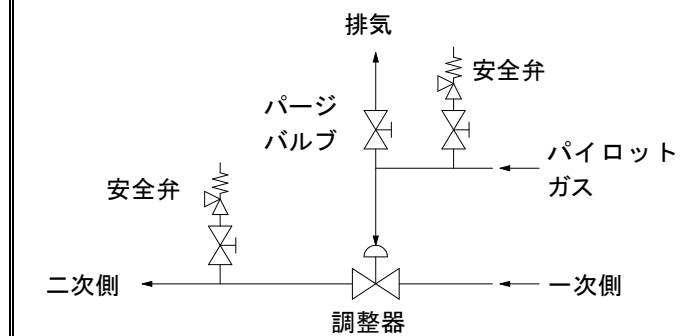 排気
安全弁
パージ
バルブ
パイロット
ガス
安全弁
二次側
一次側
調整器